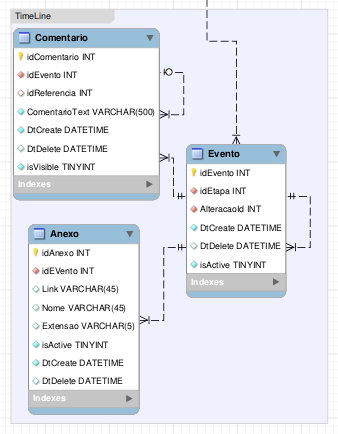 TimeLine
Comentario
idComentario INT
idEvento INT
idReferencia INT
ComentarioText VARCHAR(500)
DtCreate DATETIME
DtDelete DATETIME
isVisible TINYINT
Indexes
Evento
idEvento INT
idEtapa INT
AlteracaoId INT
DtCreate DATETIME
DtDelete DATETIME
isActive TINYINT
Indexes
Anexo
idAnexo INT
idEVento INT
Link VARCHAR(45)
Nome VARCHAR(45)
Extensao VARCHAR(5)
isActive TINYINT
DtCreate DATETIME
DtDelete DATETIME
Indexes